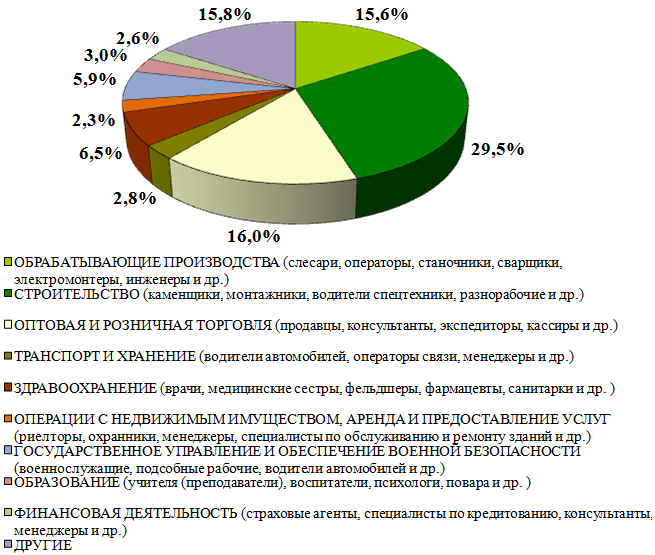 15,8%
15,6%
2,6%
3,0%
5,9%
2,3%
6,5%
2,8%
16,0%
29,5%
ОБРАБАТЫВАЮЩИЕ ПРОИЗВОДСТВА (слесари, операторы, станочники, сварщики,
электромонтеры, инженеры и др.)
СТРОИТЕЛЬСТВО (каменщики, монтажники, водители спецтехники, разнорабочие и др.)
ОПТОВАЯ И РОЗНИЧНАЯ ТОРГОВЛЯ (продавцы, консультанты, экспедиторы, кассиры и др.)
ТРАНСПОРТ И ХРАНЕНИЕ (водители автомобилей, операторы связи, менеджеры и др.)
ЗДРАВООХРАНЕНИЕ (врачи, медицинские сестры, фельдшеры, фармацевты, санитарки и др. )
ОПЕРАЦИИ С НЕДВИЖИМЫМ ИМУЩЕСТВОМ, АРЕНДА И ПРЕДОСТАВЛЕНИЕ УСЛУГ
(риелторы, охранники, менеджеры, специалисты по обслуживанию и ремонту зданий и др.)
ГОСУДАРСТВЕННОЕ УПРАВЛЕНИЕ И ОБЕСПЕЧЕНИЕ ВОЕННОЙ БЕЗОПАСНОСТИ
(военнослужащие, подсобные рабочие, водители автомобилей и др.)
ОБРАЗОВАНИЕ (учителя (преподаватели), воспитатели, психологи, повара и др. )
ФИНАНСОВАЯ ДЕЯТЕЛЬНОСТЬ (страховые агенты, специалисты по кредитованию, консультанты,
менеджеры и др.)
ДРУГИЕ